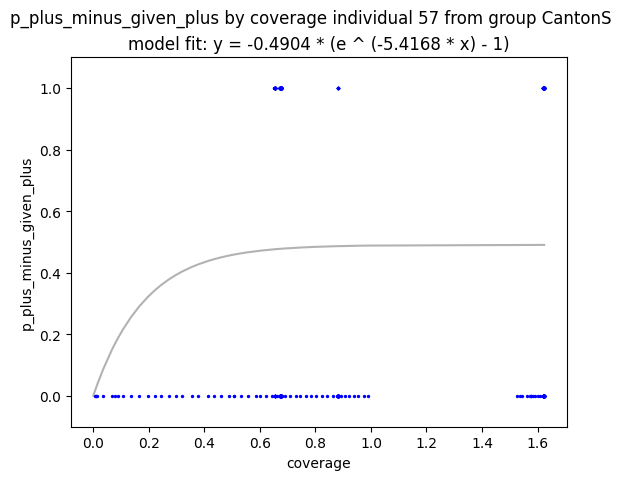 p_plus_minus_given_plus by coverage individual 57 from group CantonS
model fit: y = -0.4904 * (e ^ (-5.4168 * x) - 1)
p_plus_minus_given_plus
1.0
0.8
0.6
0.4
0.2
0.0
0.0 0.2 0.4 0.6 0.8 1.0 1.2 1.4 1.6
coverage